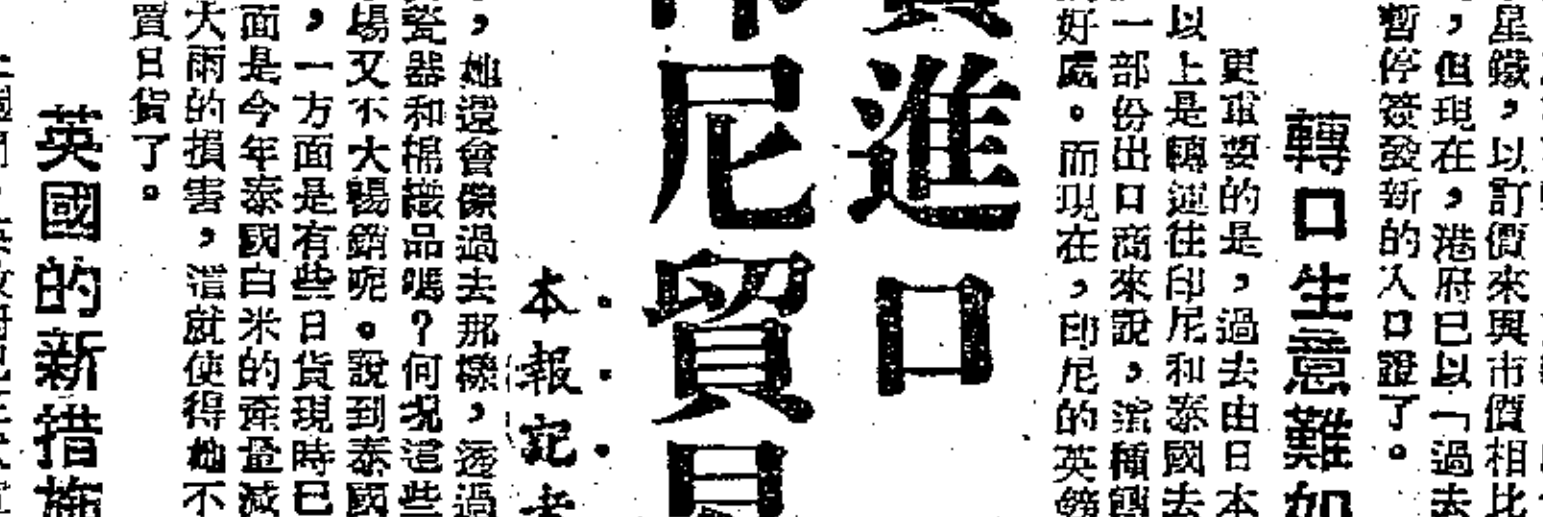 星鐵，以訂價來與市價相比
，但現在，港府已以「過去
暫停簽發新的入口證了。
轉口生意難如
更重要的是，過去由日本
以上是轉運往印尼和泰國去
一部份出口商來說，這種
好處。而現在，印尼的英鎊
進口
印尼貿易
本報記者
，她還會像過去那樣，透過
瓷器和棉織品嗎？何況這些
場又不大暢銷呢。說到泰國
，一方面是有些日貨現時已
面是今年泰國白米的產量減
大雨的損害，這就使得她不
買日貨了。
英國的新措施